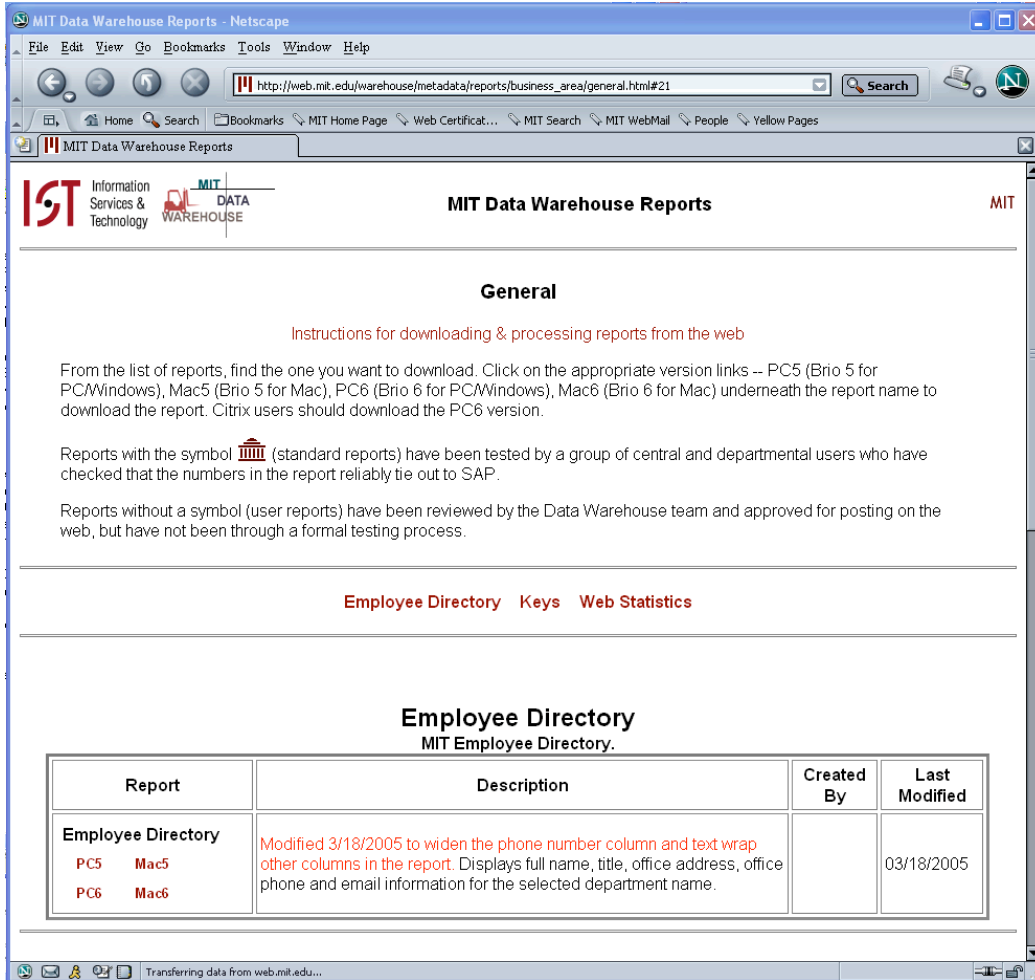 MIT Data Warehouse Reports - Netscape
File Edit View Go Bookmarks Tools Window Help
http://web.mit.edu/warehouse/metadata/reports/business_area/general.html#21 Search
Home Search Bookmarks MIT Home Page Web Certificat... MIT Search MIT WebMail People Yellow Pages
MIT Data Warehouse Reports
IST Information Services & Technology
MIT DATA WAREHOUSE
MIT Data Warehouse Reports
MIT
General
Instructions for downloading & processing reports from the web
From the list of reports, find the one you want to download. Click on the appropriate version links -- PC5 (Brio 5 for
PC/Windows), Mac5 (Brio 5 for Mac), PC6 (Brio 6 for PC/Windows), Mac6 (Brio 6 for Mac) underneath the report name to
download the report. Citrix users should download the PC6 version.
Reports with the symbol (standard reports) have been tested by a group of central and departmental users who have
checked that the numbers in the report reliably tie out to SAP.
Reports without a symbol (user reports) have been reviewed by the Data Warehouse team and approved for posting on the
web, but have not been through a formal testing process.
Employee Directory Keys Web Statistics
Employee Directory
MIT Employee Directory.
Report Description Created By Last Modified
Employee Directory
PC5 Mac5
PC6 Mac6
Modified 3/18/2005 to widen the phone number column and text wrap
other columns in the report. Displays full name, title, office address, office
phone and email information for the selected department name.
03/18/2005
Transferring data from web.mit.edu...